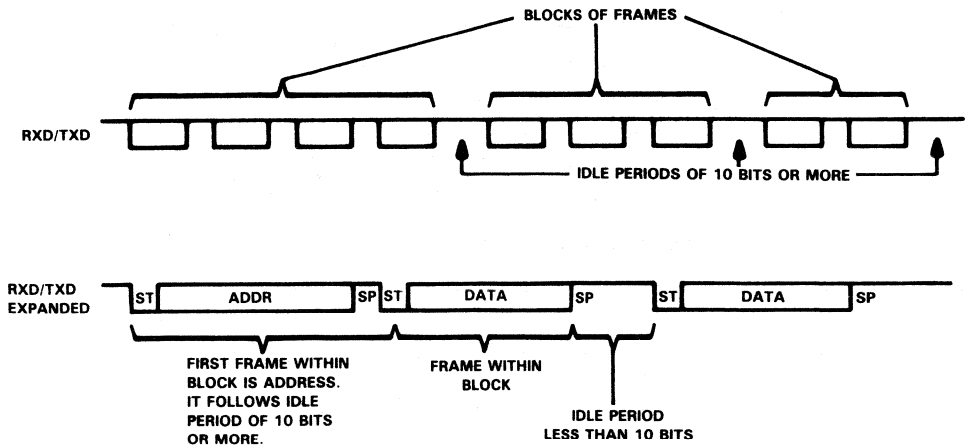 BLOCKS OF FRAMES
RXD/TXD
IDLE PERIODS OF 10 BITS OR MORE
RXD/TXD
EXPANDED
ST ADDR SP ST DATA SP ST DATA SP
FIRST FRAME WITHIN
BLOCK IS ADDRESS.
IT FOLLOWS IDLE
PERIOD OF 10 BITS
OR MORE.
FRAME WITHIN
BLOCK
IDLE PERIOD
LESS THAN 10 BITS